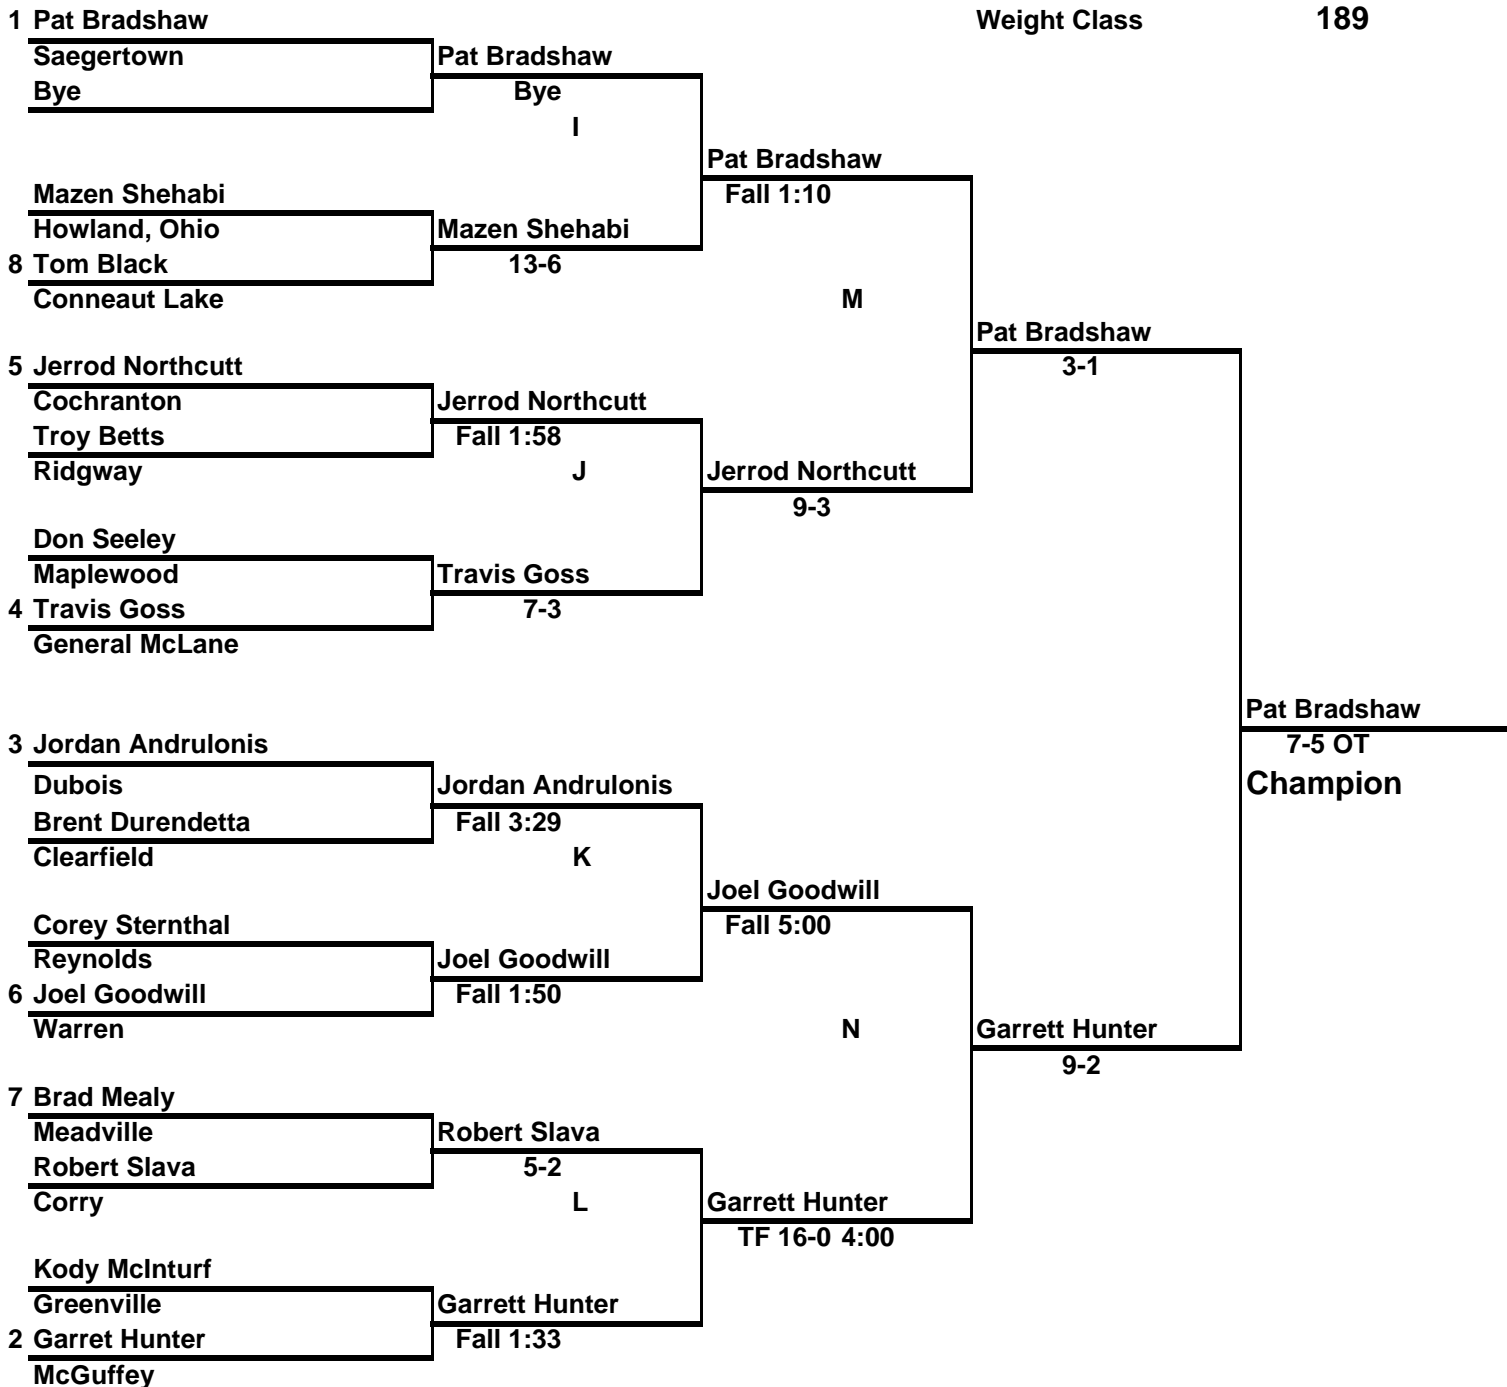 1 Pat Bradshaw
Weight Class 189
Saegertown
Pat Bradshaw
Bye
Bye
I
Pat Bradshaw
Mazen Shehabi
Fall 1:10
Howland, Ohio
Mazen Shehabi
8 Tom Black
13-6
Conneaut Lake
M
Pat Bradshaw
5 Jerrod Northcutt
3-1
Cochranton
Jerrod Northcutt
Troy Betts
Fall 1:58
Ridgway
J
Jerrod Northcutt
9-3
Don Seeley
Maplewood
Travis Goss
4 Travis Goss
7-3
General McLane
Pat Bradshaw
3 Jordan Andrulonis
7-5 OT
Dubois
Jordan Andrulonis
Champion
Brent Durendetta
Fall 3:29
Clearfield
K
Joel Goodwill
Corey Sternthal
Fall 5:00
Reynolds
Joel Goodwill
6 Joel Goodwill
Fall 1:50
Warren
N
Garrett Hunter
9-2
7 Brad Mealy
Meadville
Robert Slava
Robert Slava
5-2
Corry
L
Garrett Hunter
TF 16-0 4:00
Kody McInturf
Greenville
Garrett Hunter
2 Garret Hunter
Fall 1:33
McGuffey